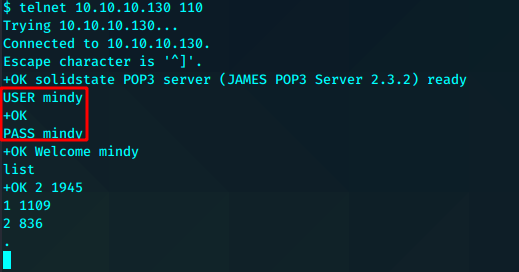 $ telnet 10.10.10.130 110
Trying 10.10.10.130...
Connected to 10.10.10.130.
Escape character is '^]'.
+OK solidstate POP3 server (JAMES POP3 Server 2.3.2) ready
USER mindy
+OK
PASS mindy
+OK Welcome mindy
list
+OK 2 1945
1 1109
2 836
.